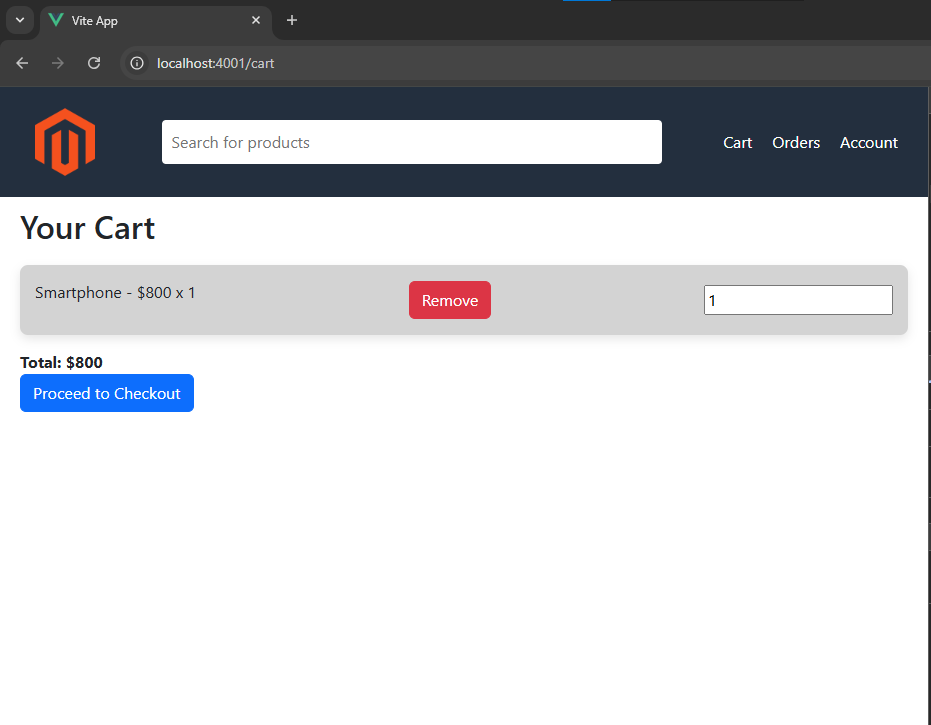 Vite App
localhost:4001/cart
Search for products
Cart Orders Account
Your Cart
Smartphone - $800 x 1
Remove
1
Total: $800
Proceed to Checkout